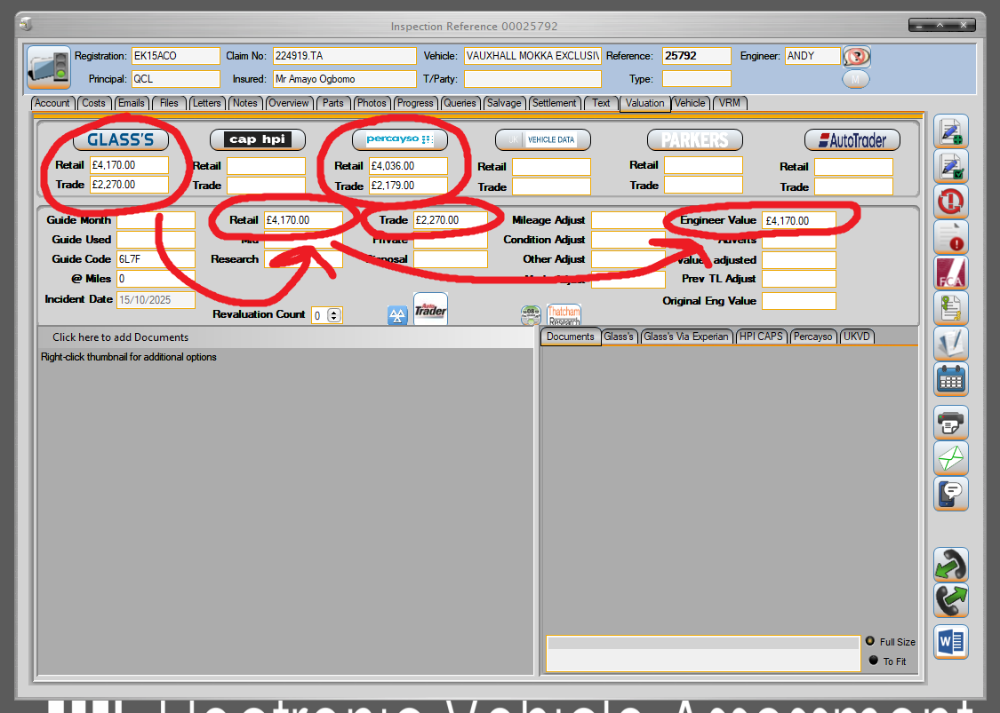 Inspection Reference 00025792
Registration: EK15ACO Claim No: 224919.TA Vehicle: VAUXHALL MOKKA EXCLUSIV Reference: 25792 Engineer: ANDY
Principal: QCL Insured: Mr Amayo Ogbomo T/Party: Type: M
Account Costs Emails Files Letters Notes Overview Parts Photos Progress Queries Salvage Settlement Text Valuation Vehicle VRM
GLASS'S cap hpi percayso UK VEHICLE DATA PARKERS AutoTrader
Retail £4,170.00 Retail Retail £4,036.00 Retail Retail Retail
Trade £2,270.00 Trade Trade £2,179.00 Trade Trade Trade
Guide Month Retail £4,170.00 Trade £2,270.00 Mileage Adjust Engineer Value £4,170.00
Guide Used Private Condition Adjust Adverts
Guide Code 6L7F Research Disposal Other Adjust adjusted
@ Miles 0 Prev TL Adjust
Incident Date 15/10/2025 Original Eng Value
Revaluation Count 0 Auto Trader Thatcham Research
Click here to add Documents
Right-click thumbnail for additional options
Documents Glass's Glass's Via Experian HPI CAPS Percayso UKVD
FCA
Full Size
To Fit
Electronic Vehicle Assessment